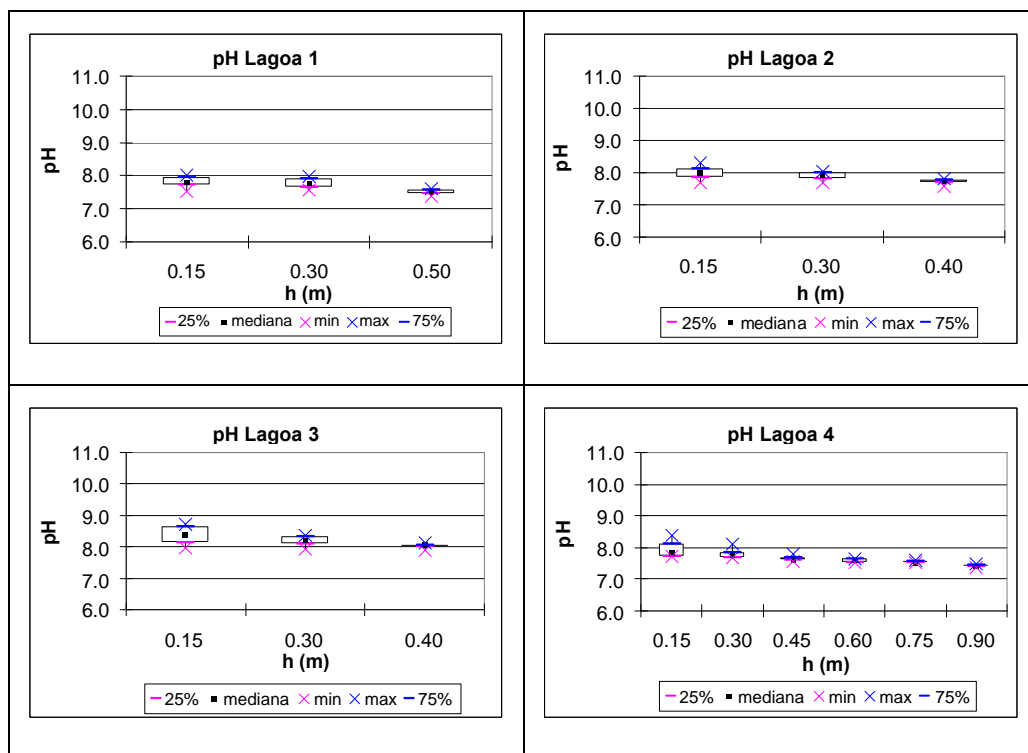 pH Lagoa 1
11.0
10.0
9.0
8.0
7.0
6.0
pH
0.15 0.30 0.50
h (m)
25% mediana min max 75%
pH Lagoa 2
11.0
10.0
9.0
8.0
7.0
6.0
pH
0.15 0.30 0.40
h (m)
25% mediana min max 75%
pH Lagoa 3
11.0
10.0
9.0
8.0
7.0
6.0
pH
0.15 0.30 0.40
h (m)
25% mediana min max 75%
pH Lagoa 4
11.0
10.0
9.0
8.0
7.0
6.0
pH
0.15 0.30 0.45 0.60 0.75 0.90
h (m)
25% mediana min max 75%